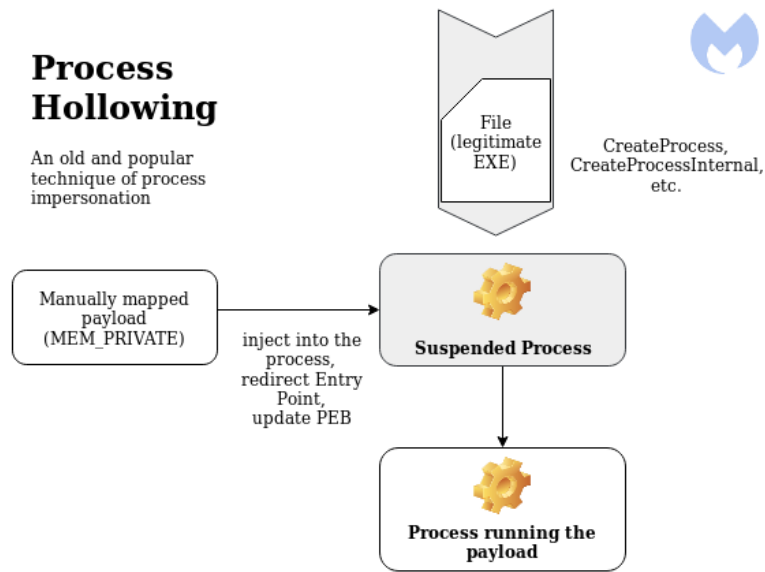 Process
Hollowing
An old and popular
technique of process
impersonation
File
(legitimate
EXE)
CreateProcess,
CreateProcessInternal,
etc.
Manually mapped
payload
(MEM_PRIVATE)
inject into the
process,
redirect Entry
Point,
update PEB
Suspended Process
Process running the
payload